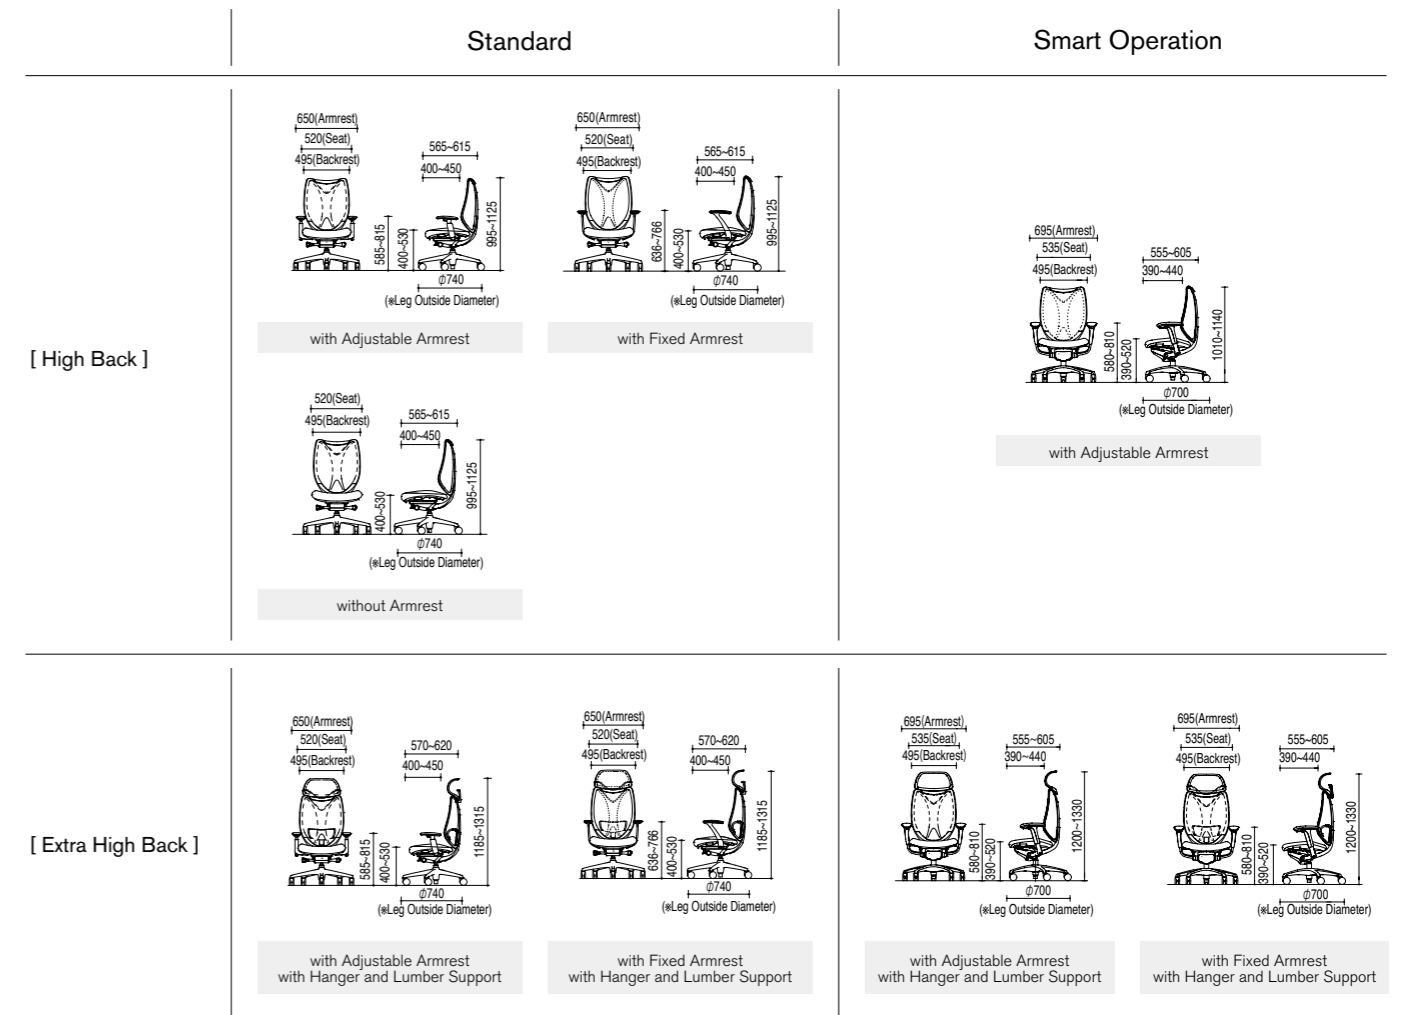 Standard
Smart Operation
[ High Back ]
650(Armrest)
520(Seat)
495(Backrest)
565~615
400~450
585~815
400~530
995~1125
φ740
(※Leg Outside Diameter)
with Adjustable Armrest
650(Armrest)
520(Seat)
495(Backrest)
565~615
400~450
636~766
400~530
995~1125
φ740
(※Leg Outside Diameter)
with Fixed Armrest
520(Seat)
495(Backrest)
565~615
400~450
400~530
995~1125
φ740
(※Leg Outside Diameter)
without Armrest
695(Armrest)
535(Seat)
495(Backrest)
555~605
390~440
580~810
390~520
1010~1140
φ700
(※Leg Outside Diameter)
with Adjustable Armrest
[ Extra High Back ]
650(Armrest)
520(Seat)
495(Backrest)
570~620
400~450
585~815
400~530
1185~1315
φ740
(※Leg Outside Diameter)
with Adjustable Armrest
with Hanger and Lumber Support
650(Armrest)
520(Seat)
495(Backrest)
570~620
400~450
636~766
400~530
1185~1315
φ740
(※Leg Outside Diameter)
with Fixed Armrest
with Hanger and Lumber Support
695(Armrest)
535(Seat)
495(Backrest)
555~605
390~440
580~810
390~520
1200~1330
φ700
(※Leg Outside Diameter)
with Adjustable Armrest
with Hanger and Lumber Support
695(Armrest)
535(Seat)
495(Backrest)
555~605
390~440
580~810
390~520
1200~1330
φ700
(※Leg Outside Diameter)
with Fixed Armrest
with Hanger and Lumber Support